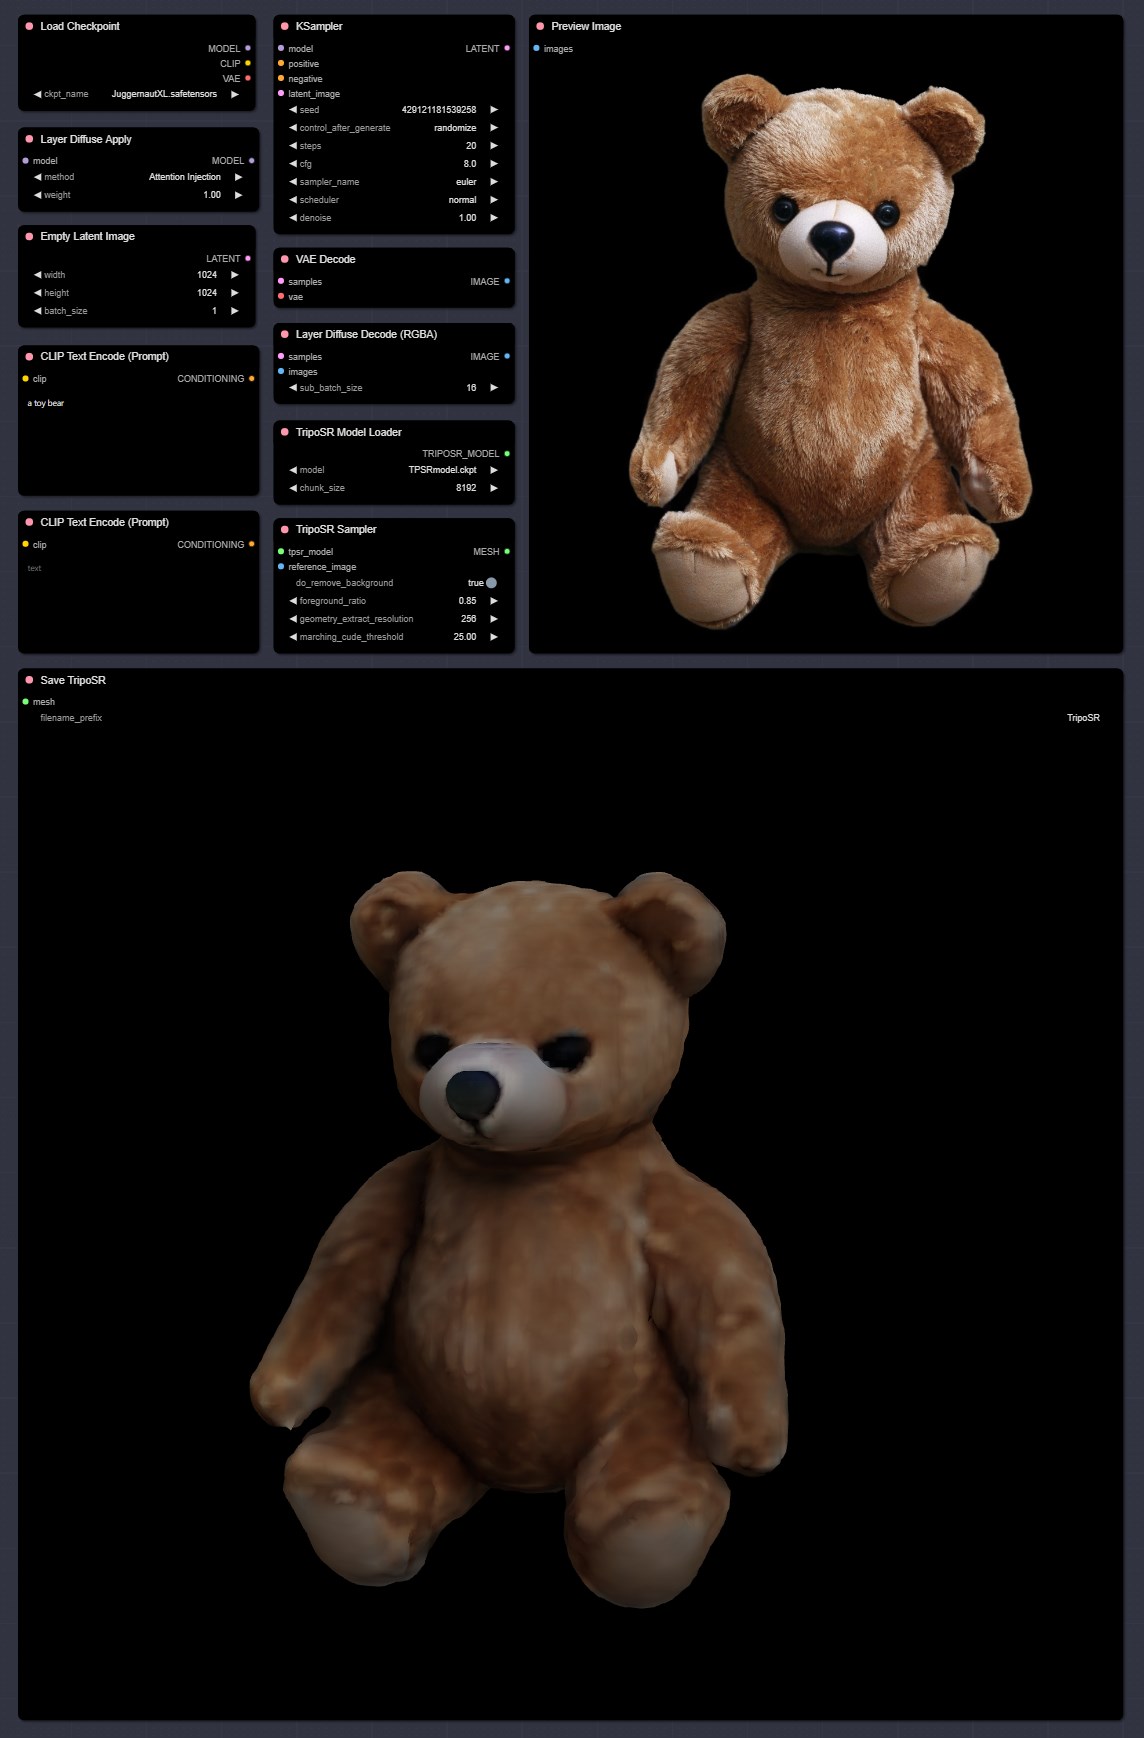 Load Checkpoint
MODEL
CLIP
VAE
ckpt_name JuggernautXL.safetensors
Layer Diffuse Apply
model MODEL
method Attention Injection
weight 1.00
Empty Latent Image
LATENT
width 1024
height 1024
batch_size 1
CLIP Text Encode (Prompt)
clip CONDITIONING
a toy bear
CLIP Text Encode (Prompt)
clip CONDITIONING
text
KSampler
model LATENT
positive
negative
latent_image
seed 429121181539258
control_after_generate randomize
steps 20
cfg 8.0
sampler_name euler
scheduler normal
denoise 1.00
VAE Decode
samples IMAGE
vae
Layer Diffuse Decode (RGBA)
samples IMAGE
images
sub_batch_size 16
TripoSR Model Loader
TRIPOSR_MODEL
model TPSRmodel.ckpt
chunk_size 8192
TripoSR Sampler
tpsr_model MESH
reference_image
do_remove_background true
foreground_ratio 0.85
geometry_extract_resolution 256
marching_cude_threshold 25.00
Preview Image
images
Save TripoSR
mesh
filename_prefix TripoSR